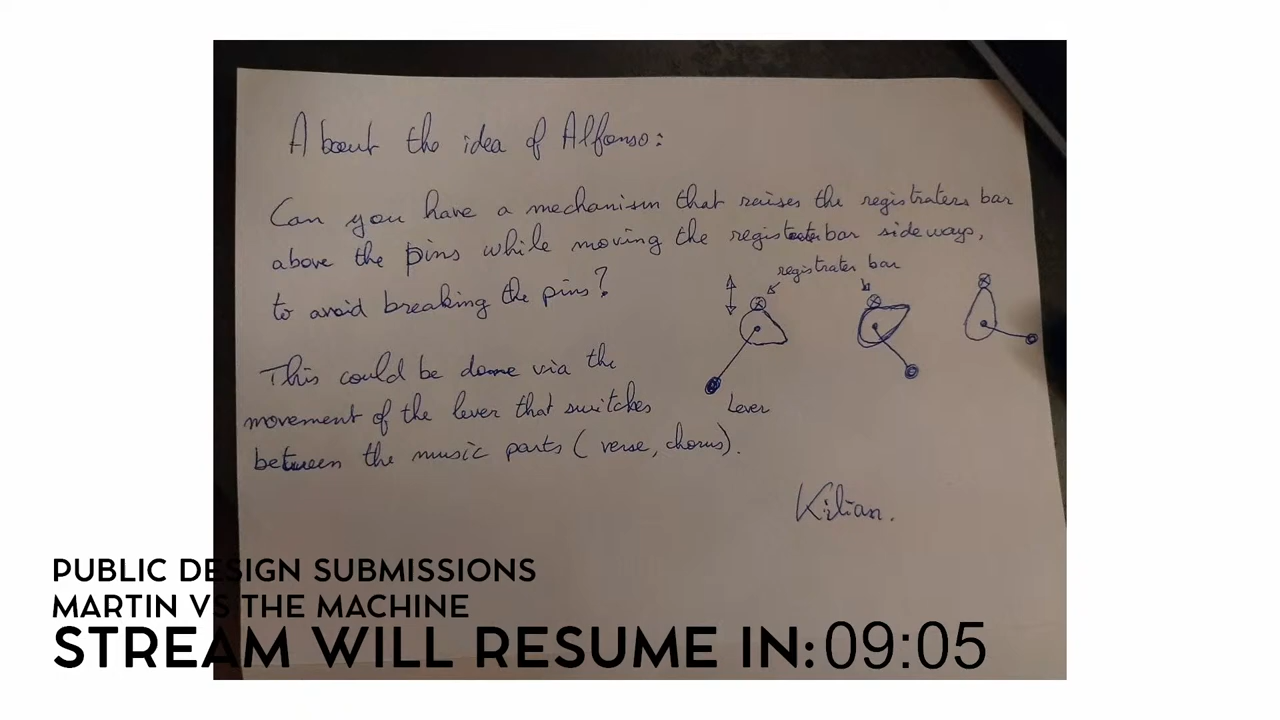 About the idea of Alfonso:
Can you have a mechanism that raises the registraters bar
above the pins while moving the registrater bar sideways,
to avoid breaking the pins?
registrater bar
This could be done via the
movement of the lever that switches
between the music parts (verse, chorus).
Lever
Kilian.
PUBLIC DESIGN SUBMISSIONS
MARTIN VS THE MACHINE
STREAM WILL RESUME IN: 09:05